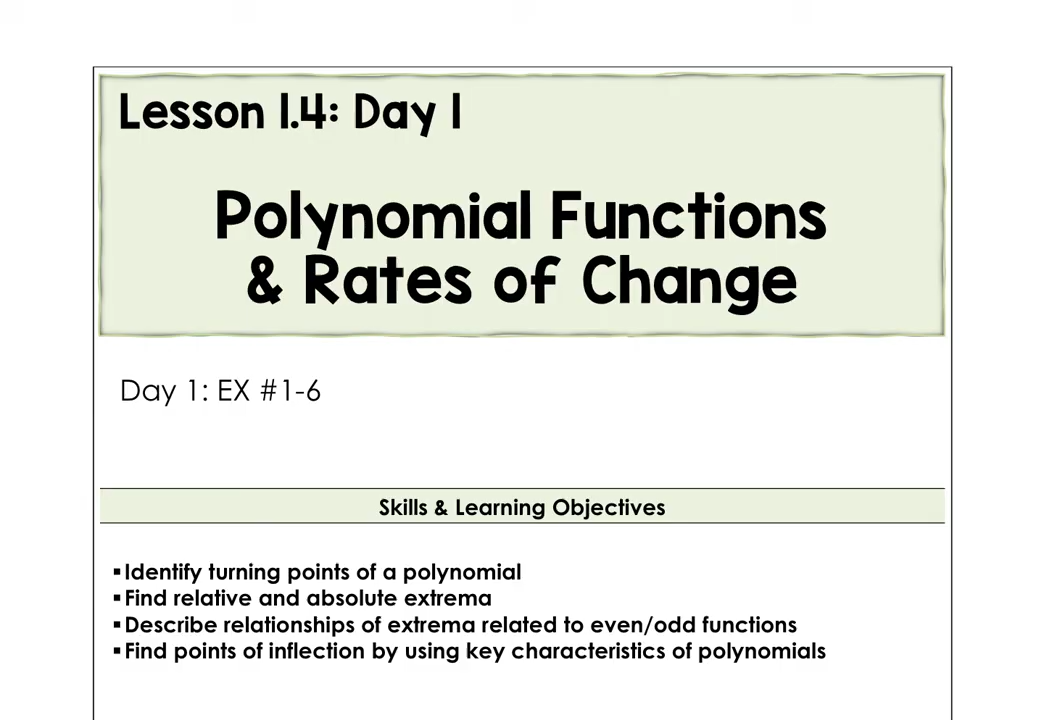 Lesson 1.4: Day 1
Polynomial Functions
& Rates of Change
Day 1: EX #1-6
Skills & Learning Objectives
▪Identify turning points of a polynomial
▪Find relative and absolute extrema
▪Describe relationships of extrema related to even/odd functions
▪Find points of inflection by using key characteristics of polynomials